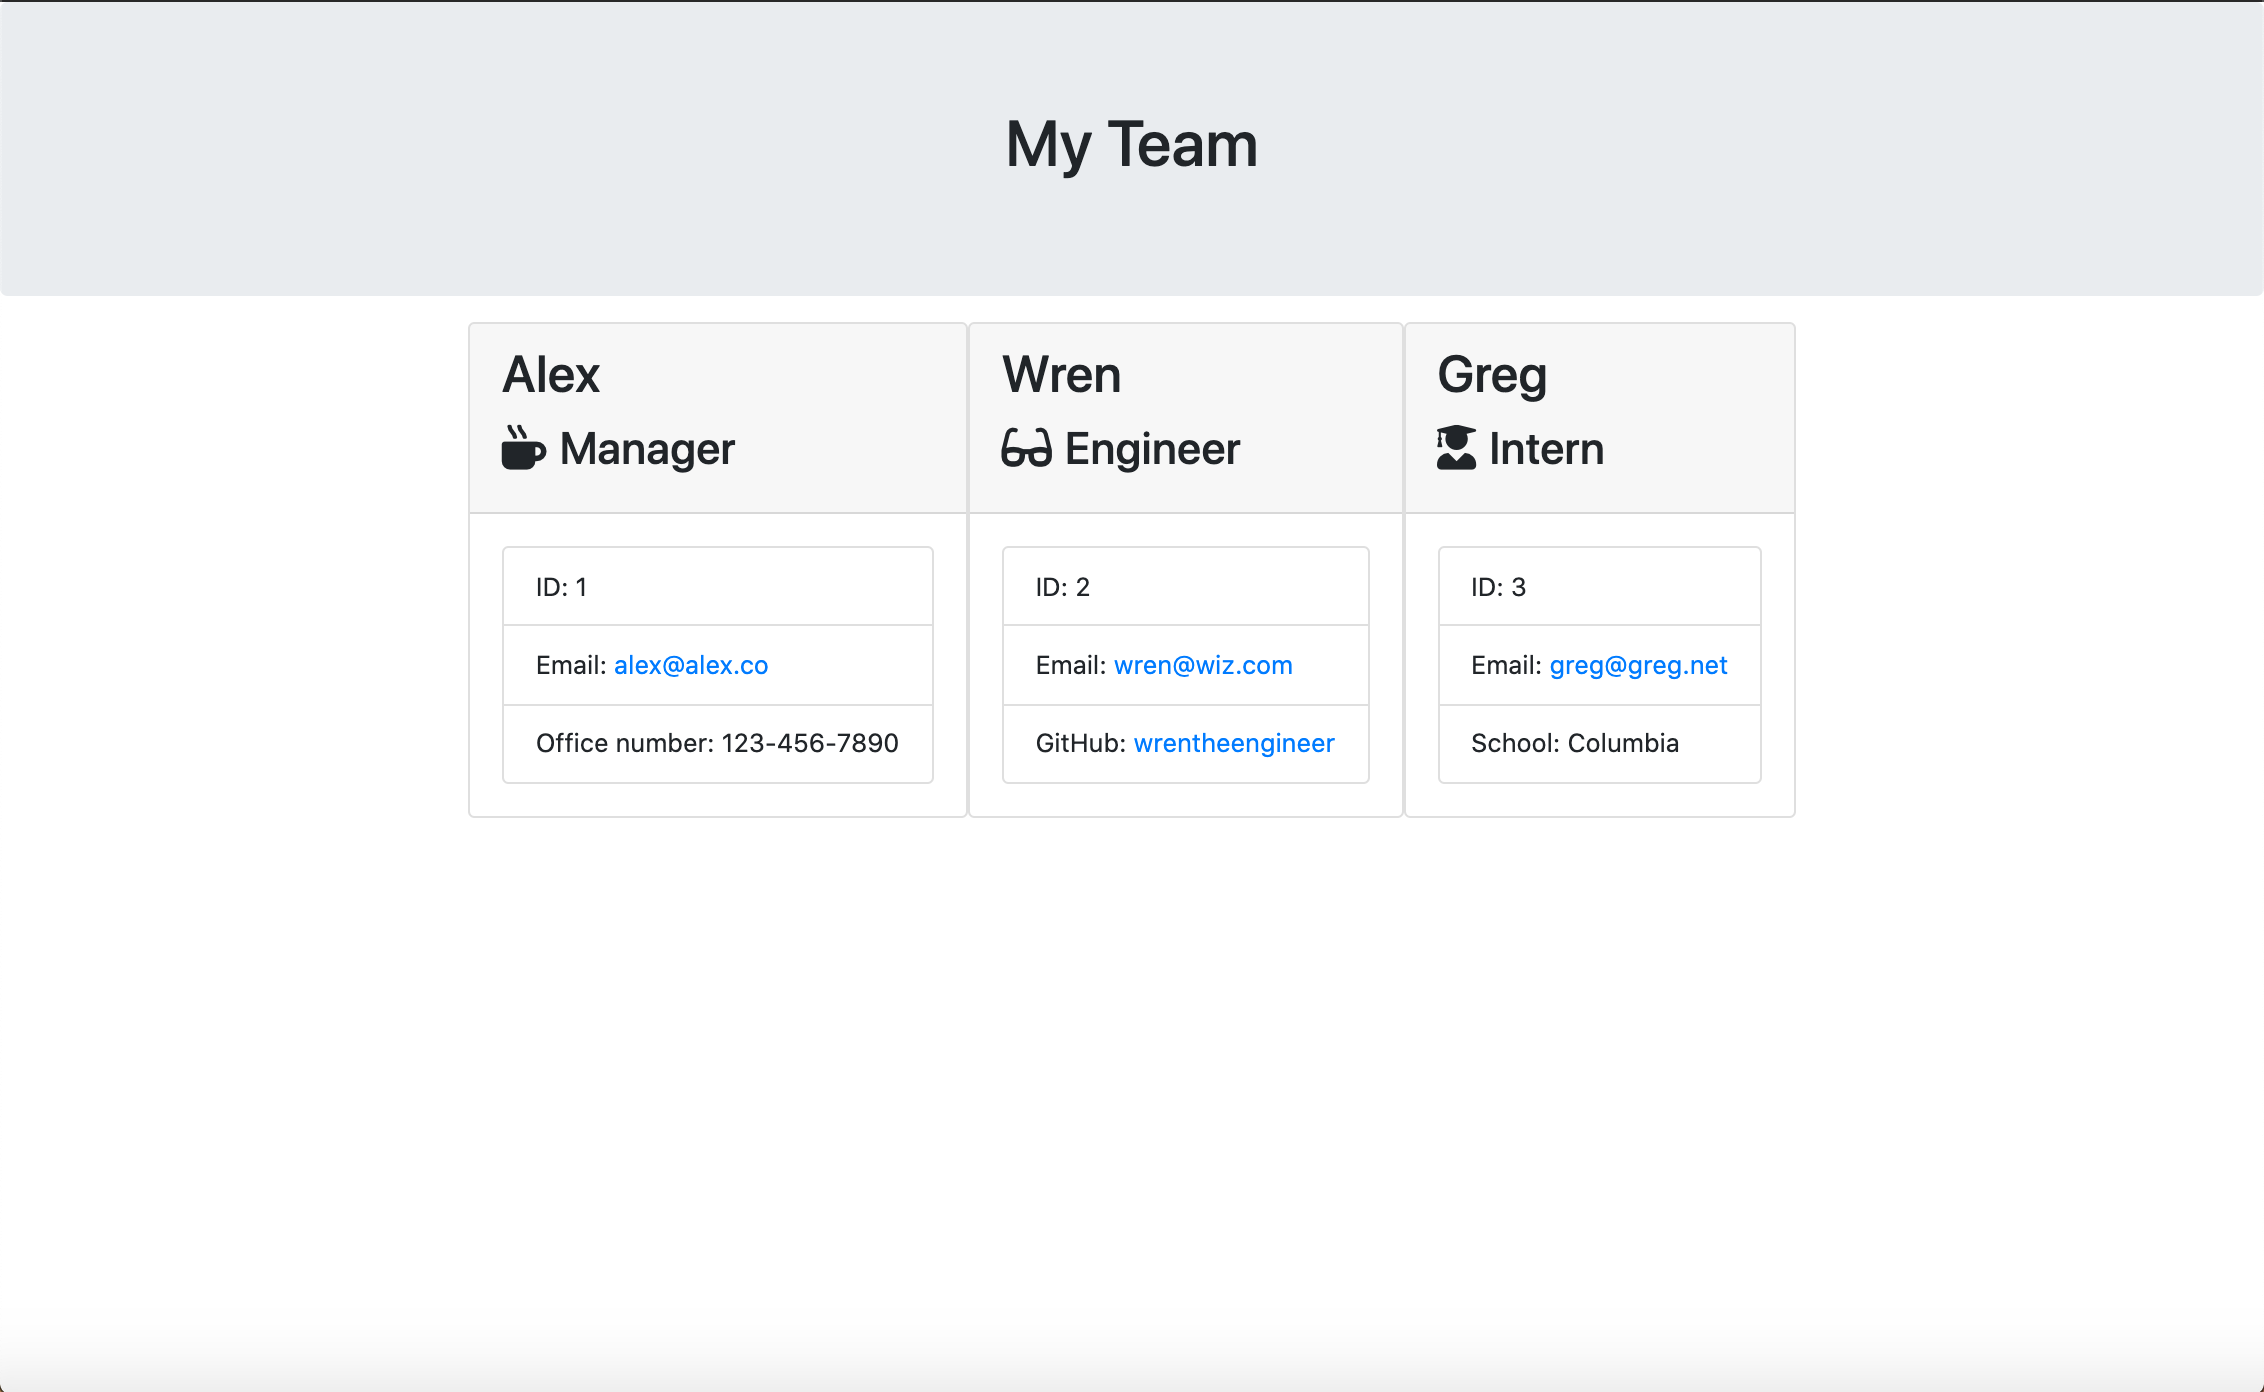 My Team
Alex
Manager
ID: 1
Email: alex@alex.co
Office number: 123-456-7890
Wren
Engineer
ID: 2
Email: wren@wiz.com
GitHub: wrentheengineer
Greg
Intern
ID: 3
Email: greg@greg.net
School: Columbia